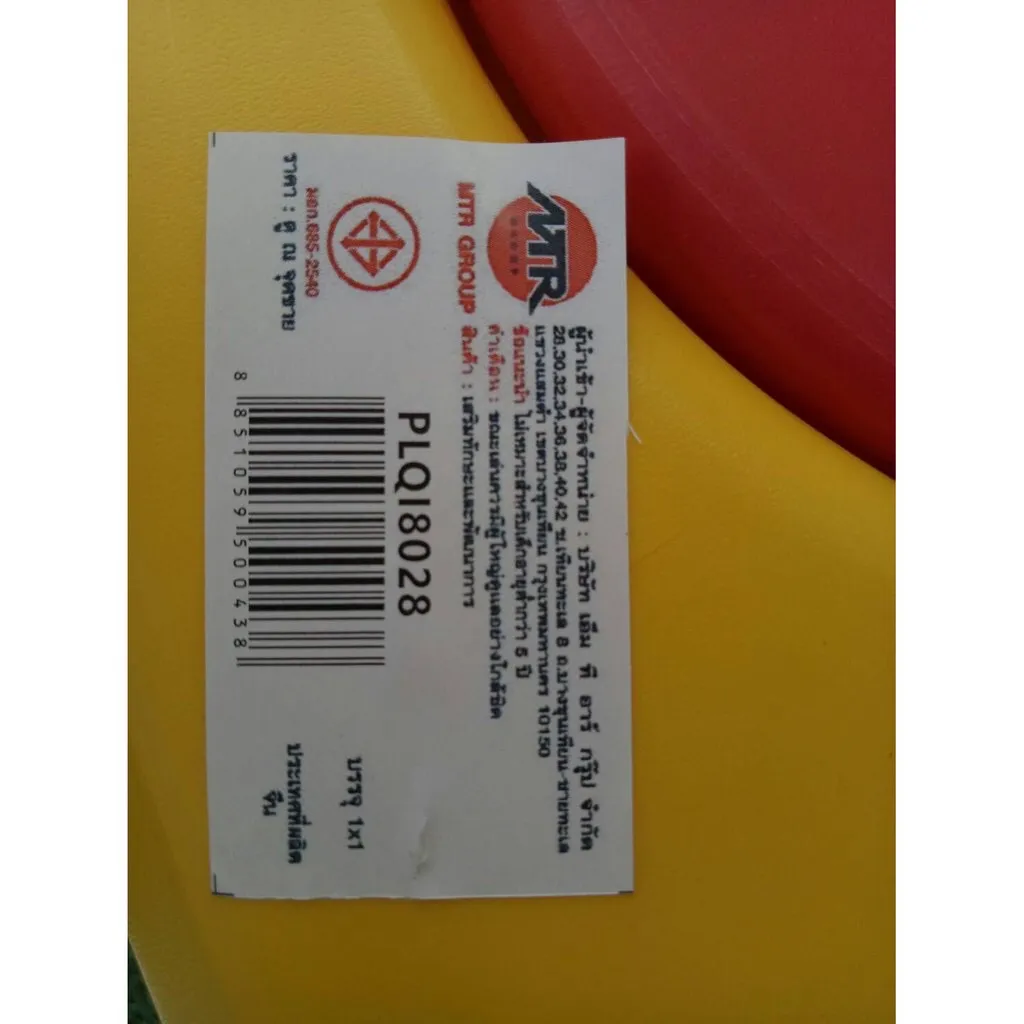 MTR
GROUP
MTR GROUP
ผู้นำเข้า-ผู้จัดจำหน่าย : บริษัท เอ็ม ที อาร์ กรุ๊ป จำกัด
28,30,32,34,36,38,40,42 ซ.เทียนทะเล 8 ถ.บางขุนเทียน-ชายทะเล
แขวงแสมดำ เขตบางขุนเทียน กรุงเทพมหานคร 10150
ข้อแนะนำ ไม่เหมาะสำหรับเด็กอายุต่ำกว่า 5 ปี
คำเตือน : ขณะเล่นควรมีผู้ใหญ่ดูแลอย่างใกล้ชิด
สินค้า : เสริมทักษะและพัฒนาการ
PLQI8028
8 851059 500438
มอก.685-2540
ราคา : ดู ณ จุดขาย
บรรจุ 1x1
ประเทศที่ผลิต
จีน